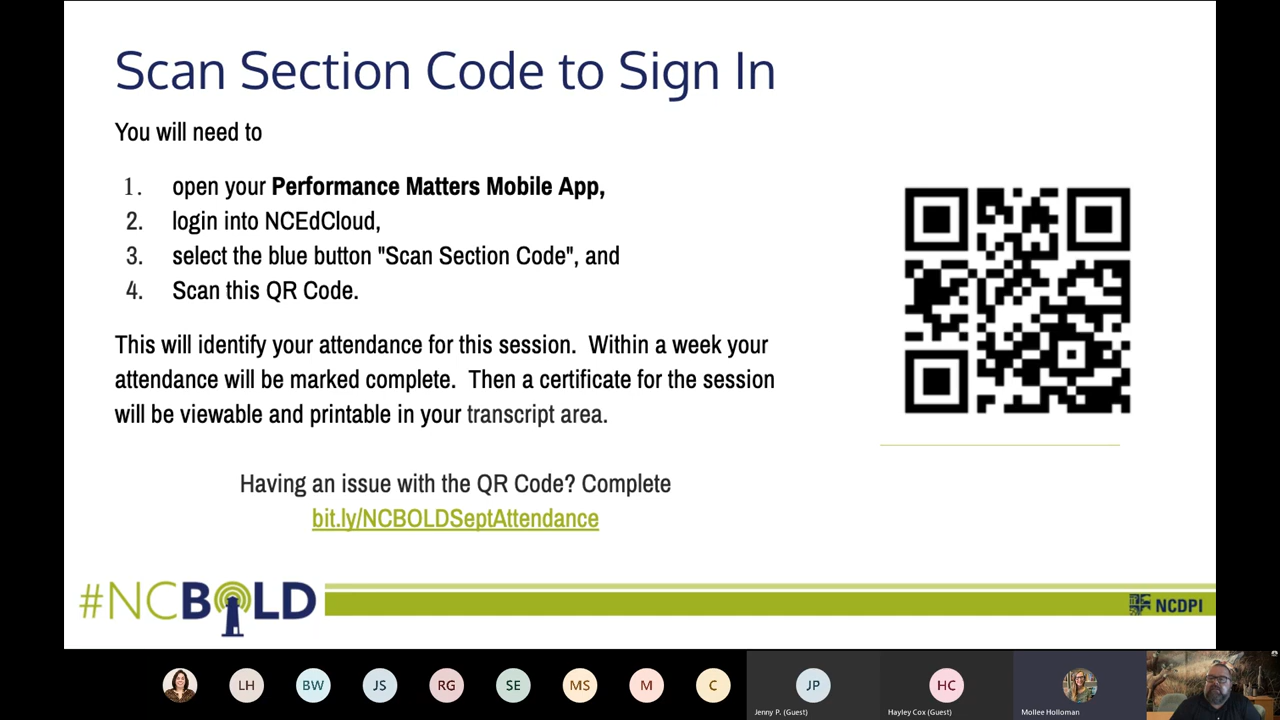 Scan Section Code to Sign In
You will need to
1. open your Performance Matters Mobile App,
2. login into NCEdCloud,
3. select the blue button "Scan Section Code", and
4. Scan this QR Code.
This will identify your attendance for this session.  Within a week your
attendance will be marked complete.  Then a certificate for the session
will be viewable and printable in your transcript area.
Having an issue with the QR Code? Complete
bit.ly/NCBOLDSeptAttendance
#NCBOLD
NCDPI
LH BW JS RG SE MS M C JP HC
Jenny P. (Guest) Hayley Cox (Guest) Mollee Holloman